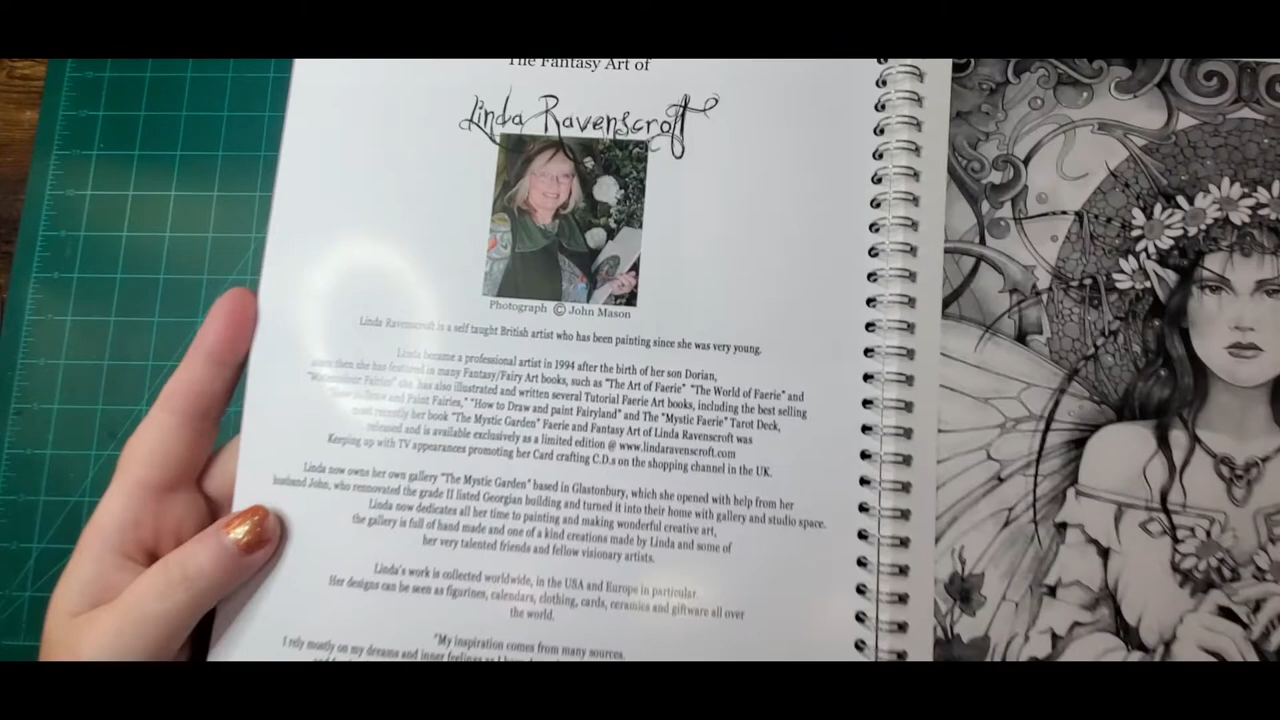 The Fantasy Art of
Linda Ravenscroft
Photograph © John Mason
Linda Ravenscroft is a self taught British artist who has been painting since she was very young.
Linda became a professional artist in 1994 after the birth of her son Dorian,
since then she has featured in many Fantasy/Fairy Art books, such as "The Art of Faerie" "The World of Faerie" and
"Watercolour Fairies" she has also illustrated and written several Tutorial Faerie Art books, including the best selling
"How to Draw and Paint Fairies," "How to Draw and paint Fairyland" and The "Mystic Faerie" Tarot Deck,
most recently her book "The Mystic Garden" Faerie and Fantasy Art of Linda Ravenscroft was
released and is available exclusively as a limited edition @ www.lindaravenscroft.com
Keeping up with TV appearances promoting her Card crafting C.D.s on the shopping channel in the UK.
Linda now owns her own gallery "The Mystic Garden" based in Glastonbury, which she opened with help from her
husband John, who rennovated the grade II listed Georgian building and turned it into their home with gallery and studio space.
Linda now dedicates all her time to painting and making wonderful creative art,
the gallery is full of hand made and one of a kind creations made by Linda and some of
her very talented friends and fellow visionary artists.
Linda's work is collected worldwide, in the USA and Europe in particular.
Her designs can be seen as figurines, calendars, clothing, cards, ceramics and giftware all over
the world.
"My inspiration comes from many sources.
I rely mostly on my dreams and inner feelings as I